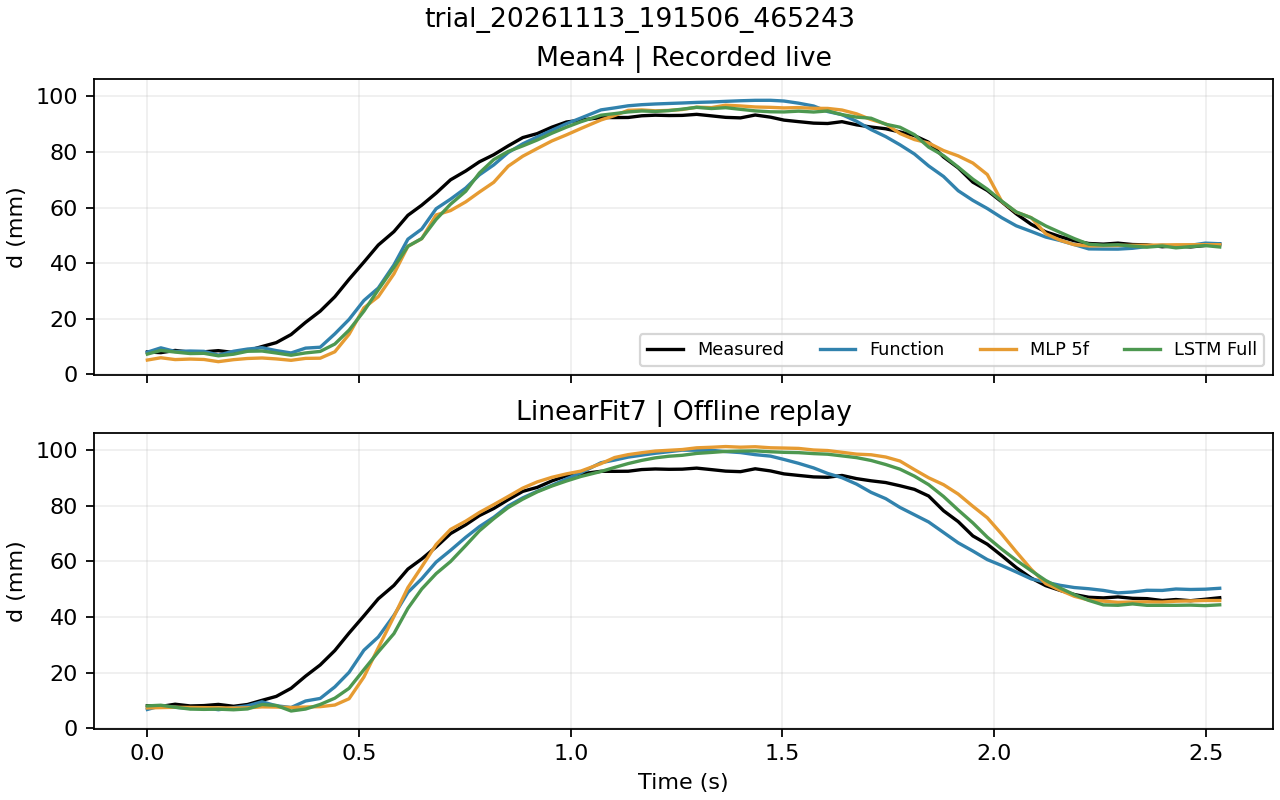 trial_20261113_191506_465243
Mean4 | Recorded live
d (mm)
100
80
60
40
20
0
Measured Function MLP 5f LSTM Full
LinearFit7 | Offline replay
d (mm)
100
80
60
40
20
0
0.0 0.5 1.0 1.5 2.0 2.5
Time (s)